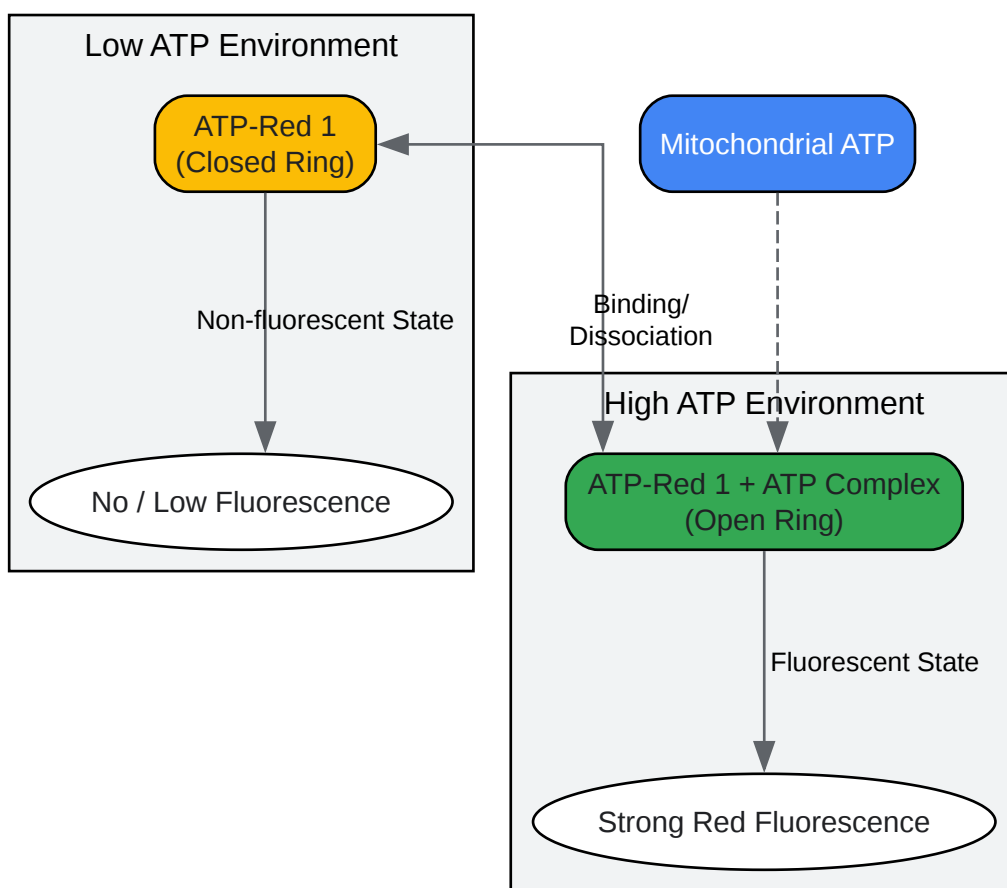 Low ATP Environment
ATP-Red 1
(Closed Ring)
Mitochondrial ATP
Non-fluorescent State
Binding/
Dissociation
High ATP Environment
No / Low Fluorescence
ATP-Red 1 + ATP Complex
(Open Ring)
Fluorescent State
Strong Red Fluorescence